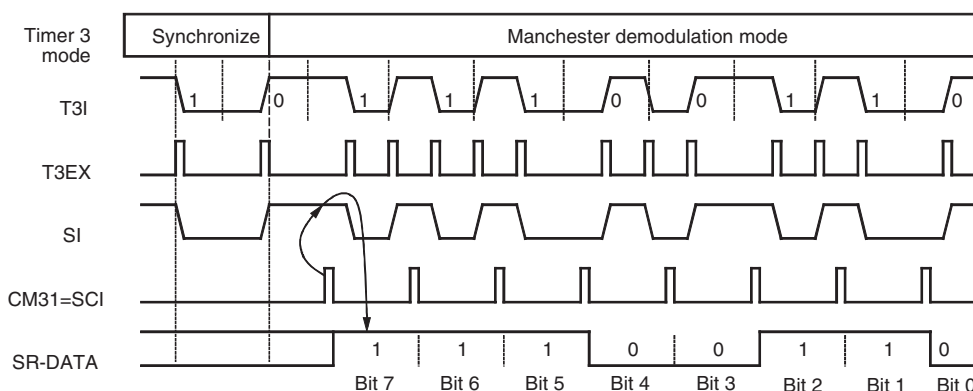 Timer 3 mode
Synchronize
Manchester demodulation mode
T3I
1 0 1 1 1 0 0 1 1 0
T3EX
SI
CM31=SCI
SR-DATA
1 1 1 0 0 1 1 0
Bit 7 Bit 6 Bit 5 Bit 4 Bit 3 Bit 2 Bit 1 Bit 0